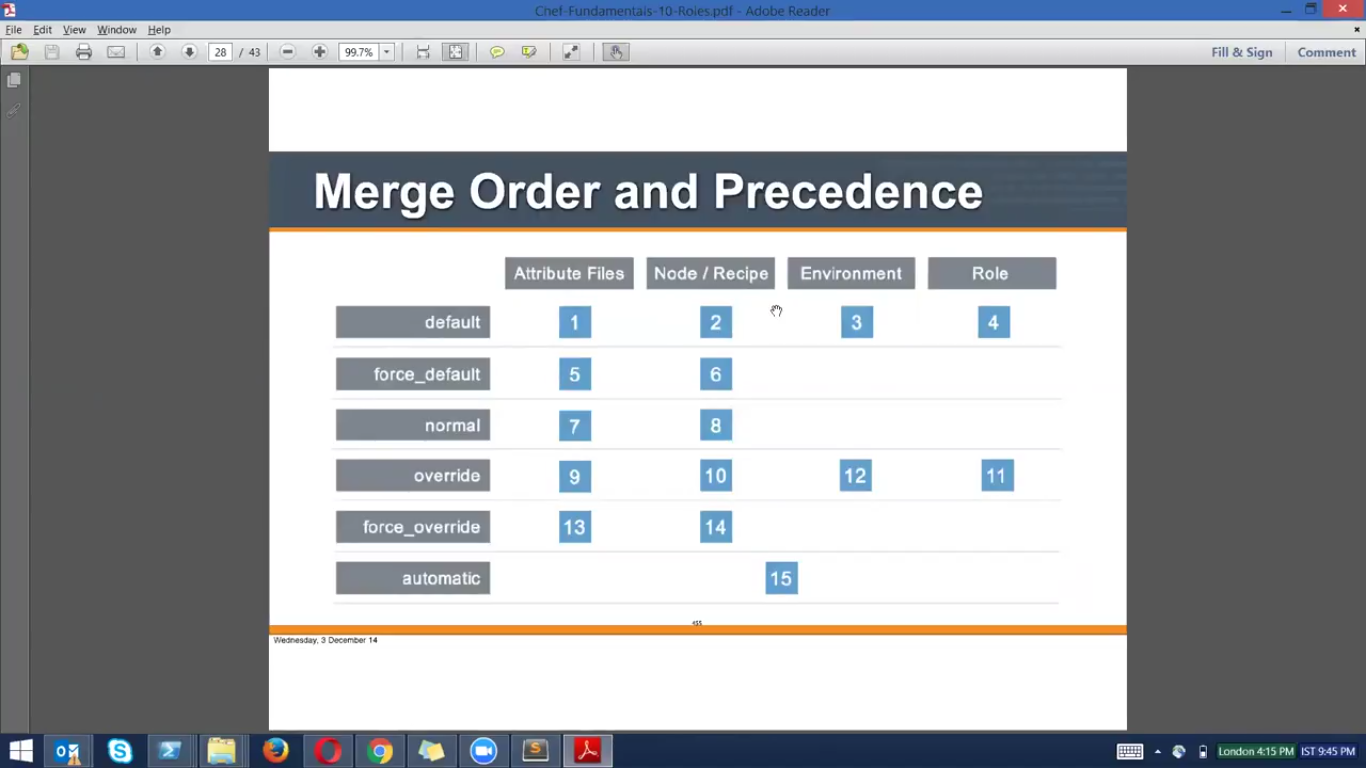 Chef-Fundamentals-10-Roles.pdf - Adobe Reader
File Edit View Window Help
28 / 43 99.7% Fill & Sign Comment
Merge Order and Precedence
Attribute Files Node / Recipe Environment Role
default 1 2 3 4
force_default 5 6
normal 7 8
override 9 10 12 11
force_override 13 14
automatic 15
455
Wednesday, 3 December 14
London 4:15 PM IST 9:45 PM